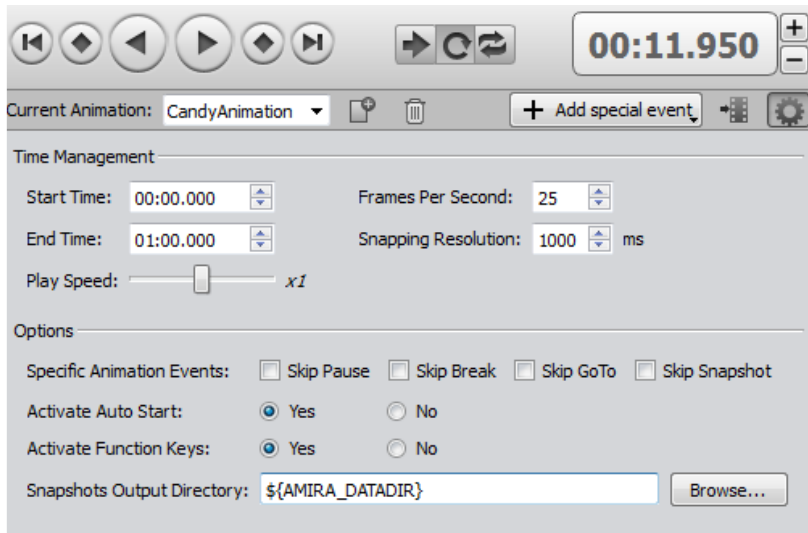 00:11.950
Current Animation: CandyAnimation Add special event
Time Management
Start Time: 00:00.000 Frames Per Second: 25
End Time: 01:00.000 Snapping Resolution: 1000 ms
Play Speed: x1
Options
Specific Animation Events: Skip Pause Skip Break Skip GoTo Skip Snapshot
Activate Auto Start: Yes No
Activate Function Keys: Yes No
Snapshots Output Directory: ${AMIRA_DATADIR} Browse...